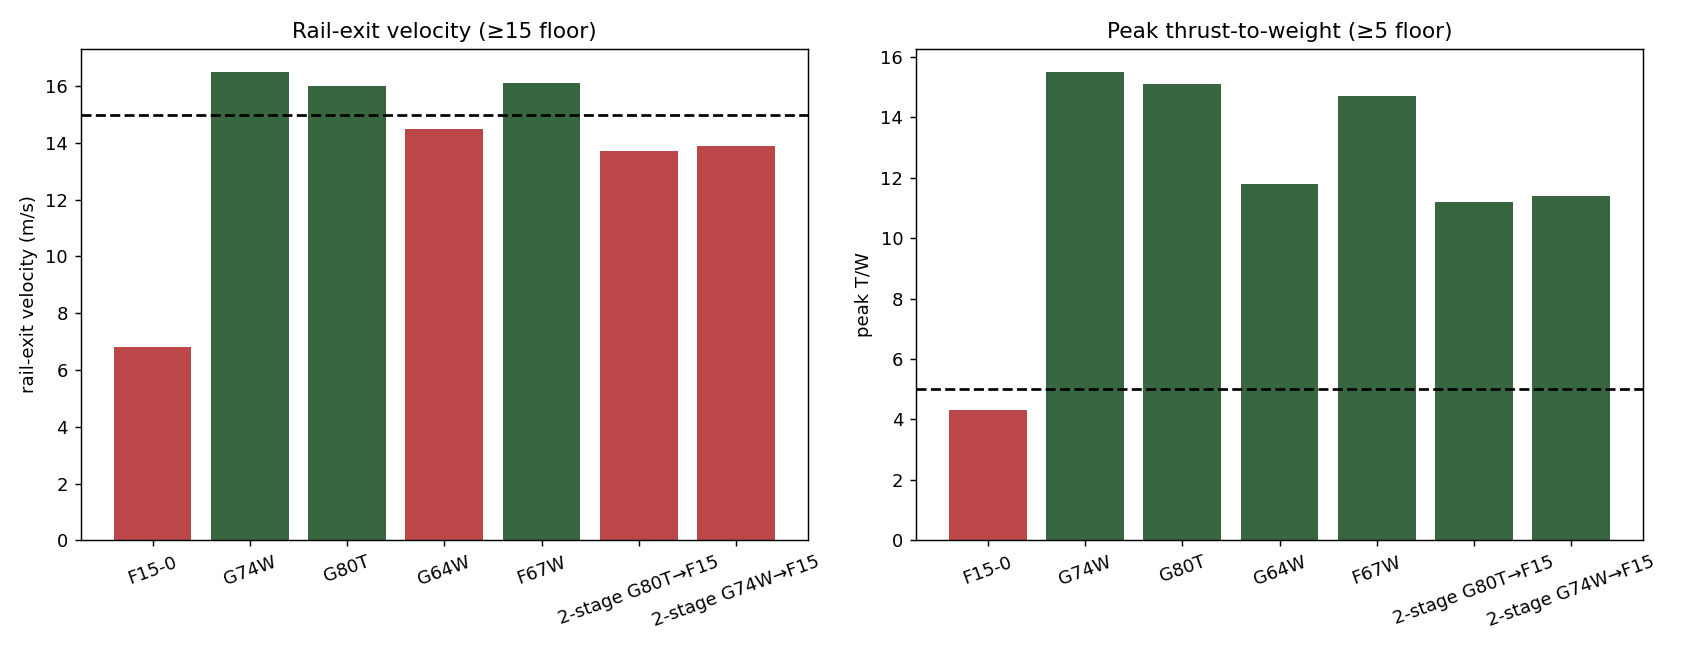 Rail-exit velocity (≥15 floor)
rail-exit velocity (m/s)
16
14
12
10
8
6
4
2
0
F15-0
G74W
G80T
G64W
F67W
2-stage G80T→F15
2-stage G74W→F15
Peak thrust-to-weight (≥5 floor)
peak T/W
16
14
12
10
8
6
4
2
0
F15-0
G74W
G80T
G64W
F67W
2-stage G80T→F15
2-stage G74W→F15